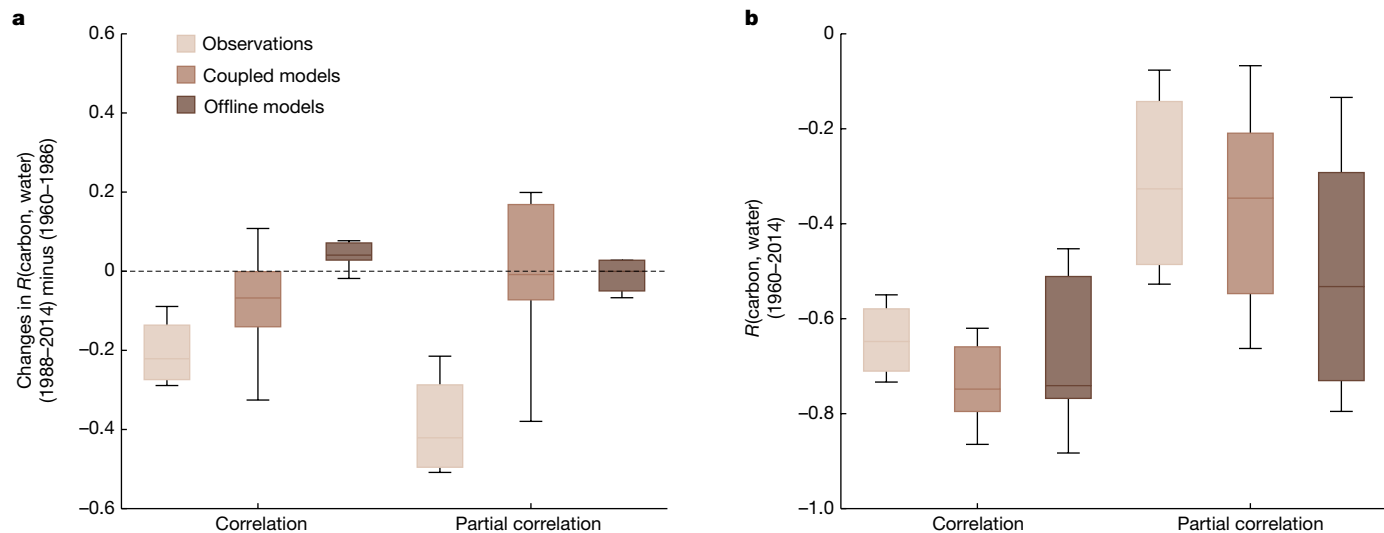 a
0.6
0.4
0.2
0
−0.2
−0.4
−0.6
Changes in R(carbon, water)
(1988–2014) minus (1960–1986)
Observations
Coupled models
Offline models
Correlation
Partial correlation
b
0
−0.2
−0.4
−0.6
−0.8
−1.0
R(carbon, water)
(1960–2014)
Correlation
Partial correlation